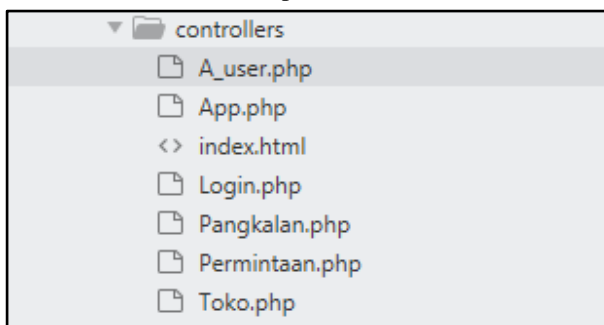 controllers
A_user.php
App.php
index.html
Login.php
Pangkalan.php
Permintaan.php
Toko.php